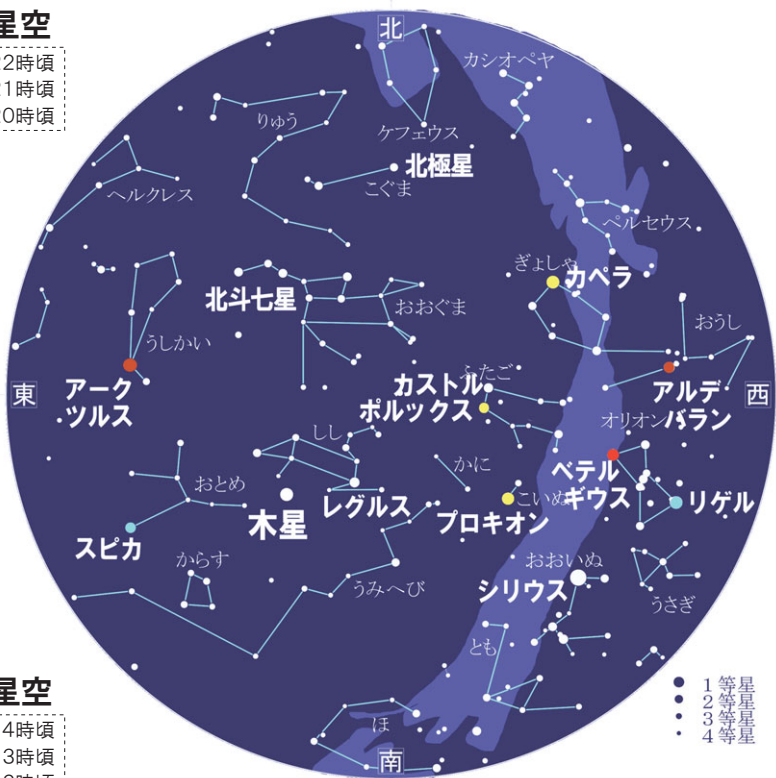 星空
22時頃
21時頃
20時頃
北
カシオペヤ
りゅう
ケフェウス
北極星
こぐま
ヘルクレス
ペルセウス
ぎょしゃ
カペラ
北斗七星
おおぐま
おうし
うしかい
東
アーク
ツルス
ふたご
カストル
ポルックス
アルデ
バラン
西
オリオン
しし
かに
ベテル
ギウス
おとめ
レグルス
こいぬ
リゲル
木星
プロキオン
スピカ
からす
うみへび
おおいぬ
シリウス
うさぎ
とも
ほ
南
星空
4時頃
3時頃
1等星
2等星
3等星
4等星